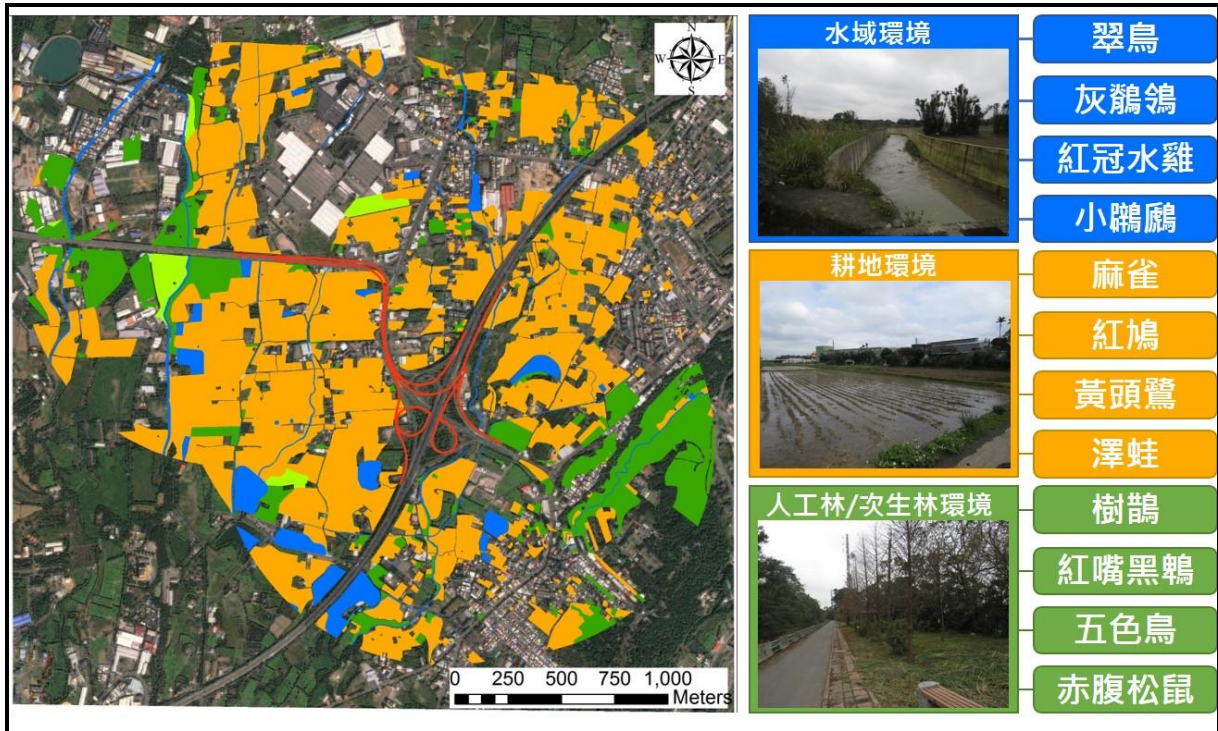 N
W
E
S
0 250 500 750 1,000
Meters
水域環境
翠鳥
灰鶺鴒
紅冠水雞
小鸊鷉
耕地環境
麻雀
紅鳩
黃頭鷺
澤蛙
人工林/次生林環境
樹鵲
紅嘴黑鵯
五色鳥
赤腹松鼠